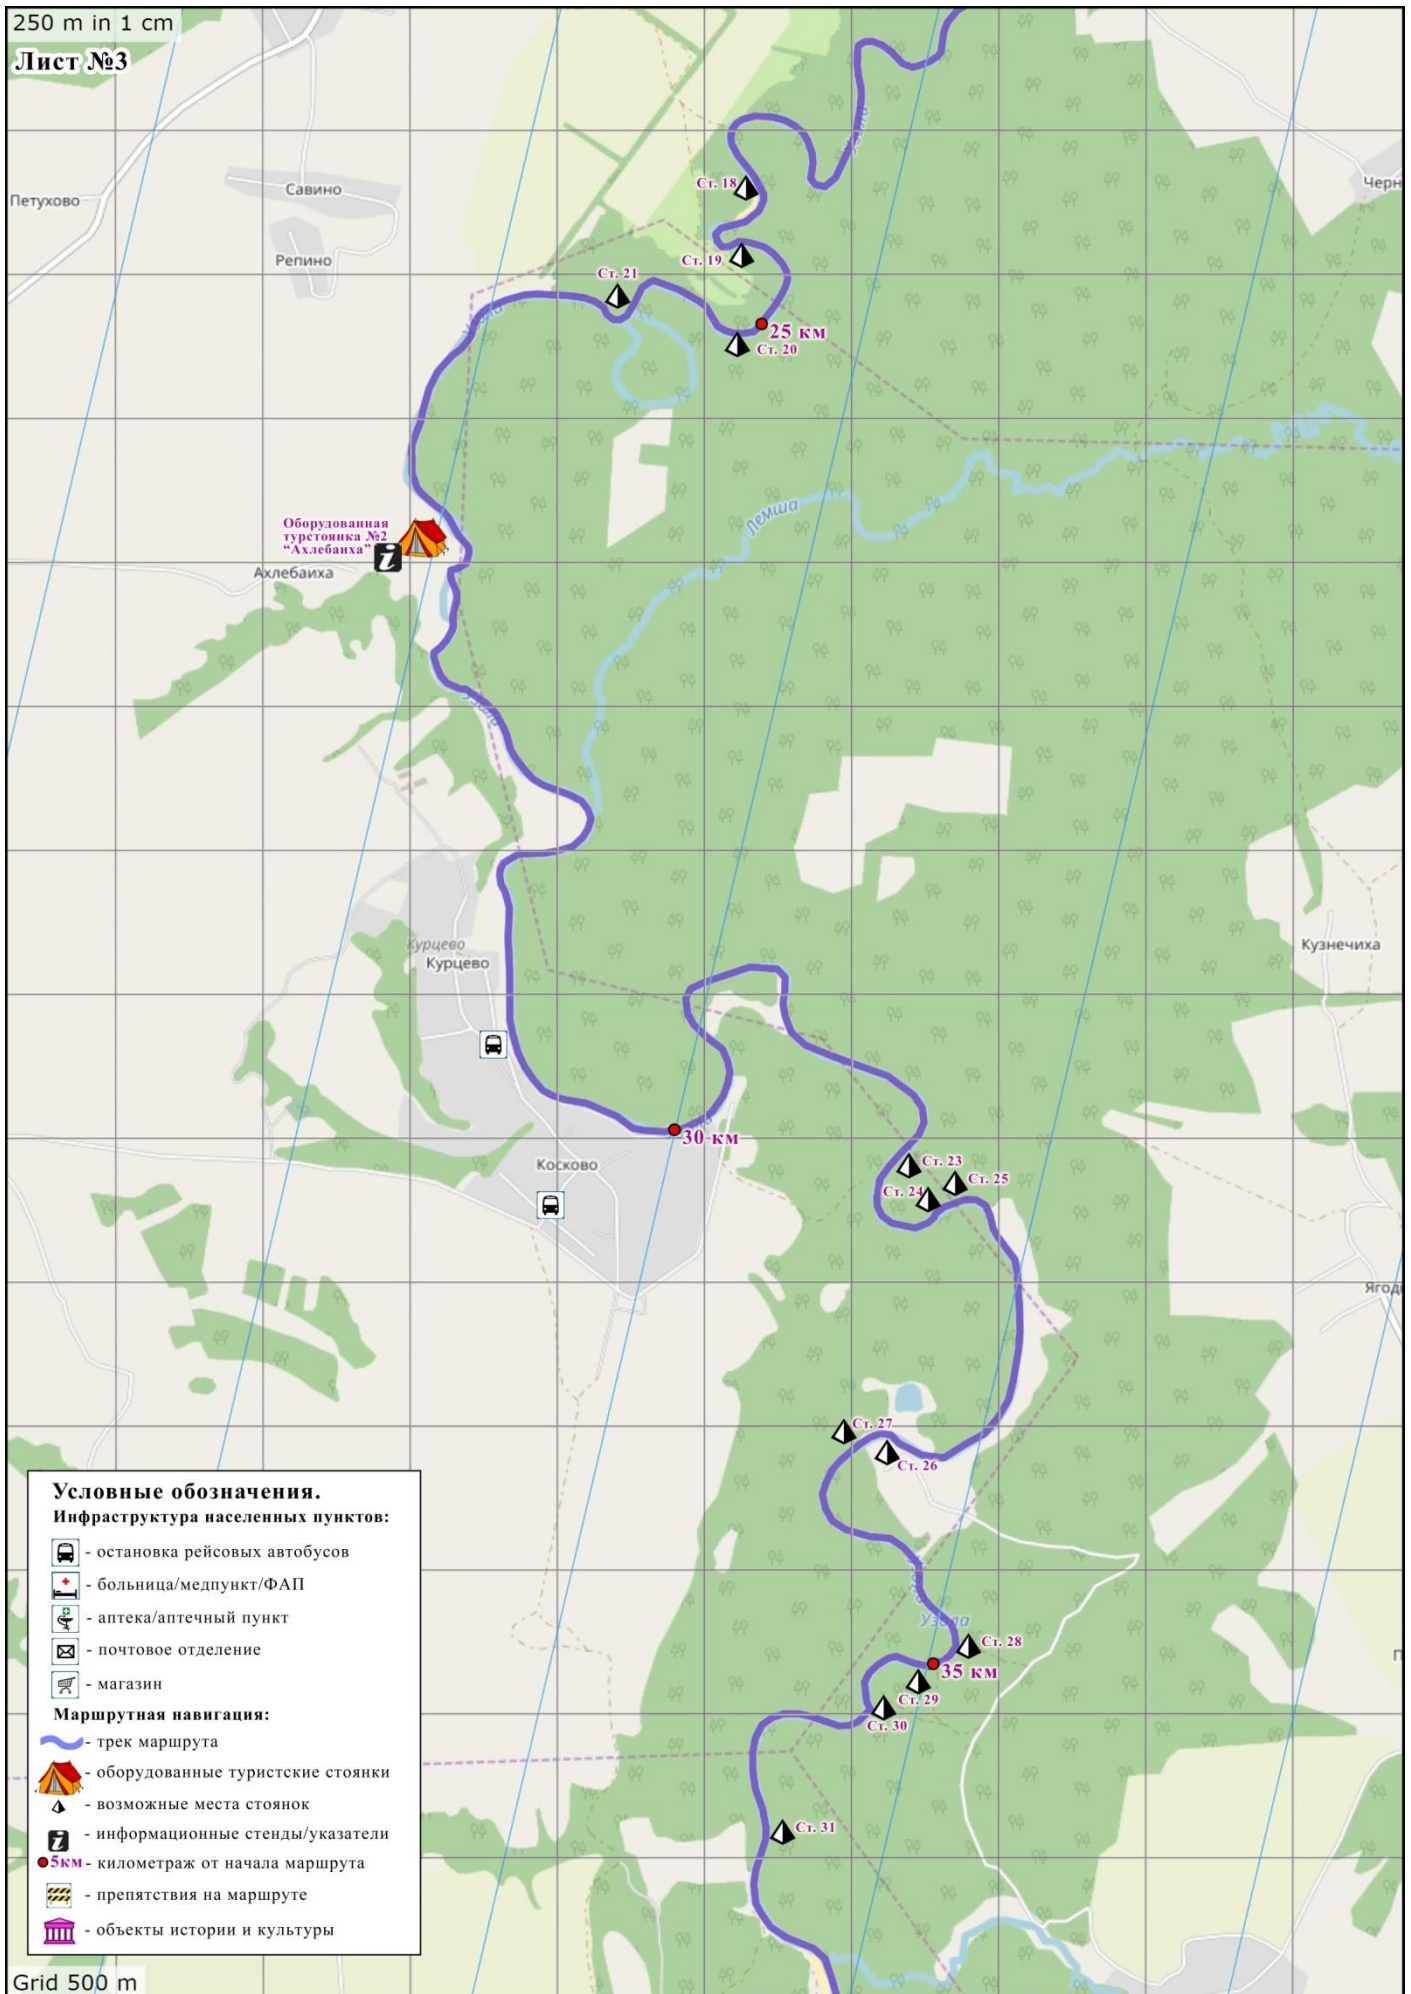 250 m in 1 cm
Лист №3
Узола
Ст. 18
Черн
Савино
Петухово
Репино
Ст. 19
Ст. 21
Узола
25 км
Ст. 20
Лемша
Оборудованная
турстоянка №2
“Ахлебаиха”
Ахлебаиха
Узола
Курцево
Курцево
Кузнечиха
30 км
Косково
Ст. 23
Ст. 25
Ст. 24
Ягод
Ст. 27
Ст. 26
Узола
Узола
Ст. 28
35 км
Ст. 29
Ст. 30
П
Ст. 31
Условные обозначения.
Инфраструктура населенных пунктов:
- остановка рейсовых автобусов
- больница/медпункт/ФАП
- аптека/аптечный пункт
- почтовое отделение
- магазин
Маршрутная навигация:
- трек маршрута
- оборудованные туристские стоянки
- возможные места стоянок
- информационные стенды/указатели
5км - километраж от начала маршрута
- препятствия на маршруте
- объекты истории и культуры
Grid 500 m